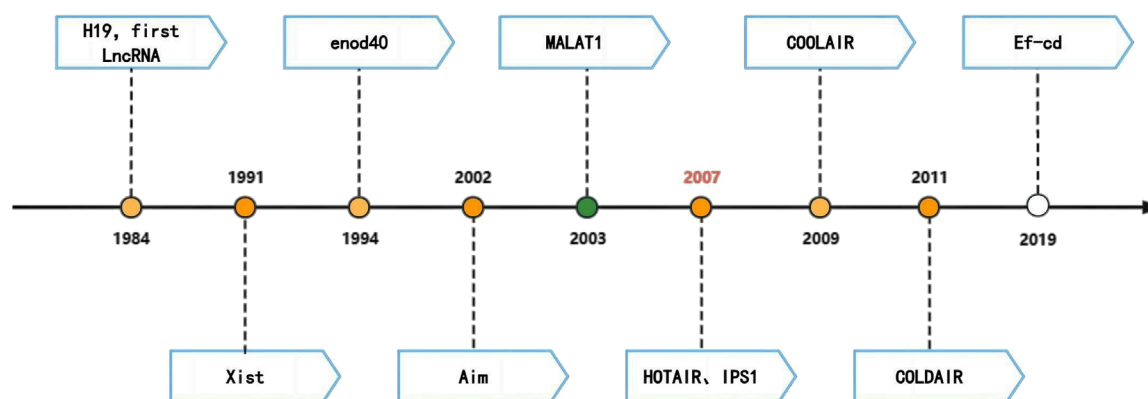 H19, first
LncRNA
enod40
MALAT1
COOLAIR
Ef-cd
1991
2002
2007
2011
1984
1994
2003
2009
2019
Xist
Aim
HOTAIR、IPS1
COLDAIR